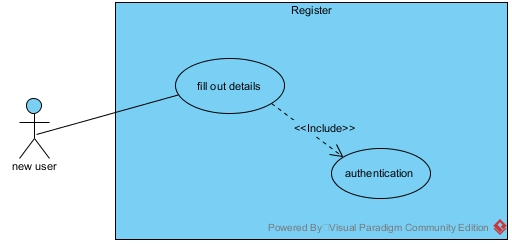 Register
fill out details
<<Include>>
new user
authentication
Powered By Visual Paradigm Community Edition